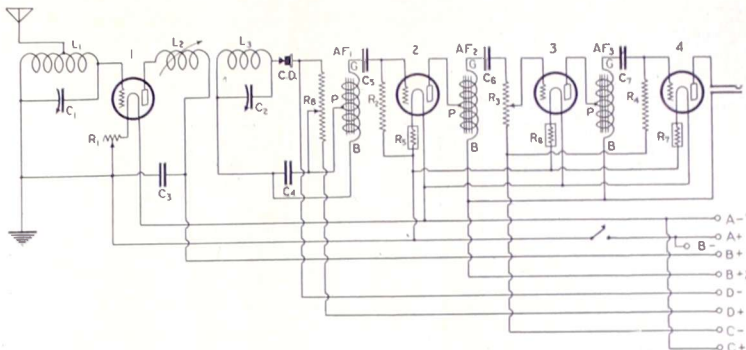 L1
1
L2
L3
C.D.
AF1
C5
2
AF2
C6
3
AF3
C7
4
C1
R1
C3
C2
C4
R8
P
G
B
R2
R5
P
G
B
R3
R6
P
G
B
R4
R7
A-
A+
B-
B+
B+
D-
D+
C-
C+